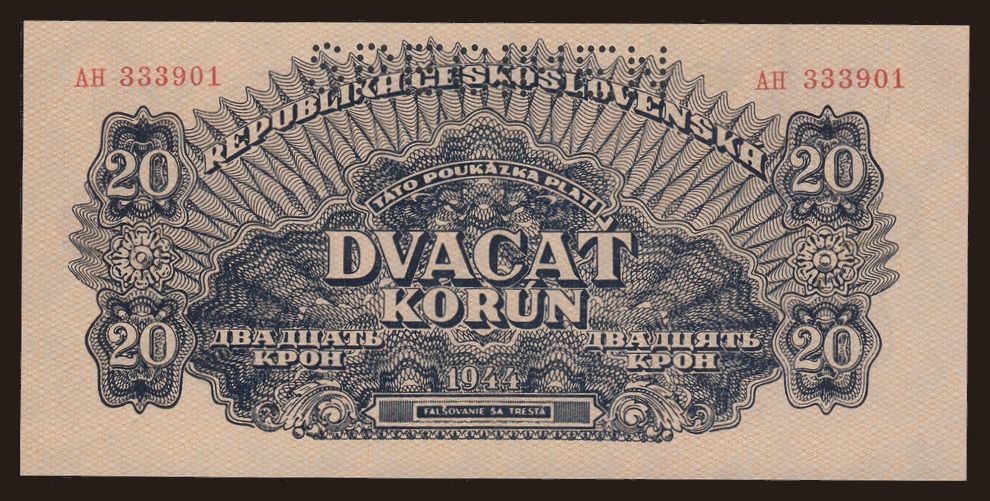 AH 333901
AH 333901
REPUBLIKA ČESKOSLOVENSKÁ
20
20
TÁTO POUKÁZKA PLATÍ
DVACAŤ
KORÚN
ДВАДЦАТЬ
КРОН
ДВАДЦЯТЬ
КРОН
20
20
1944
FALŠOVANIE SA TRESTÁ